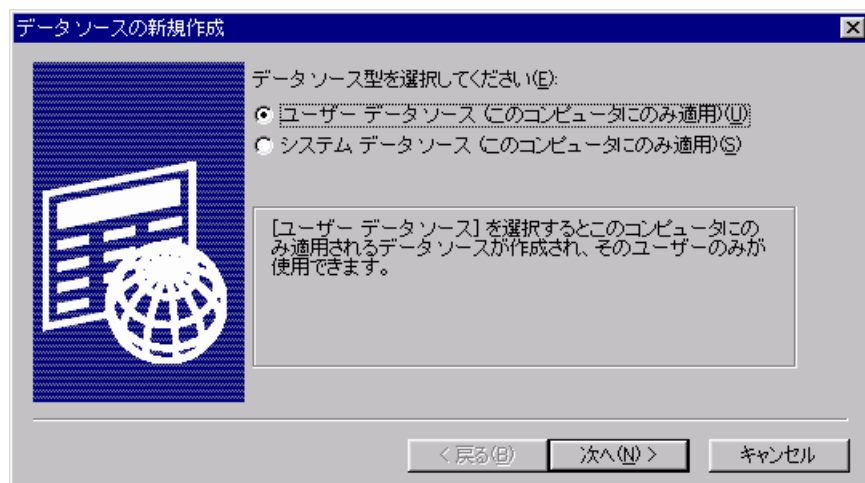 データ ソースの新規作成
データ ソース型を選択してください(E):
ユーザー データ ソース (このコンピュータにのみ適用)(U)
システム データ ソース (このコンピュータにのみ適用)(S)
[ユーザー データ ソース] を選択するとこのコンピュータにの
み適用されるデータ ソースが作成され、そのユーザーのみが
使用できます。
< 戻る(B)
次へ(N) >
キャンセル